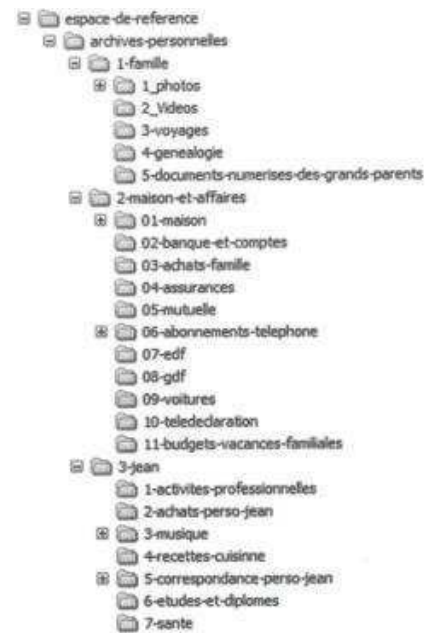 espace-de-reference
archives-personnelles
1-famille
1_photos
2_Videos
3-voyages
4-genealogie
5-documents-numerises-des-grands-parents
2-maison-et-affaires
01-maison
02-banque-et-comptes
03-achats-famille
04-assurances
05-mutuelle
06-abonnements-telephone
07-edf
08-gdf
09-voitures
10-teledeclaration
11-budgets-vacances-familiales
3-jean
1-activites-professionnelles
2-achats-perso-jean
3-musique
4-recettes-cuisinne
5-correspondance-perso-jean
6-etudes-et-diplomes
7-sante